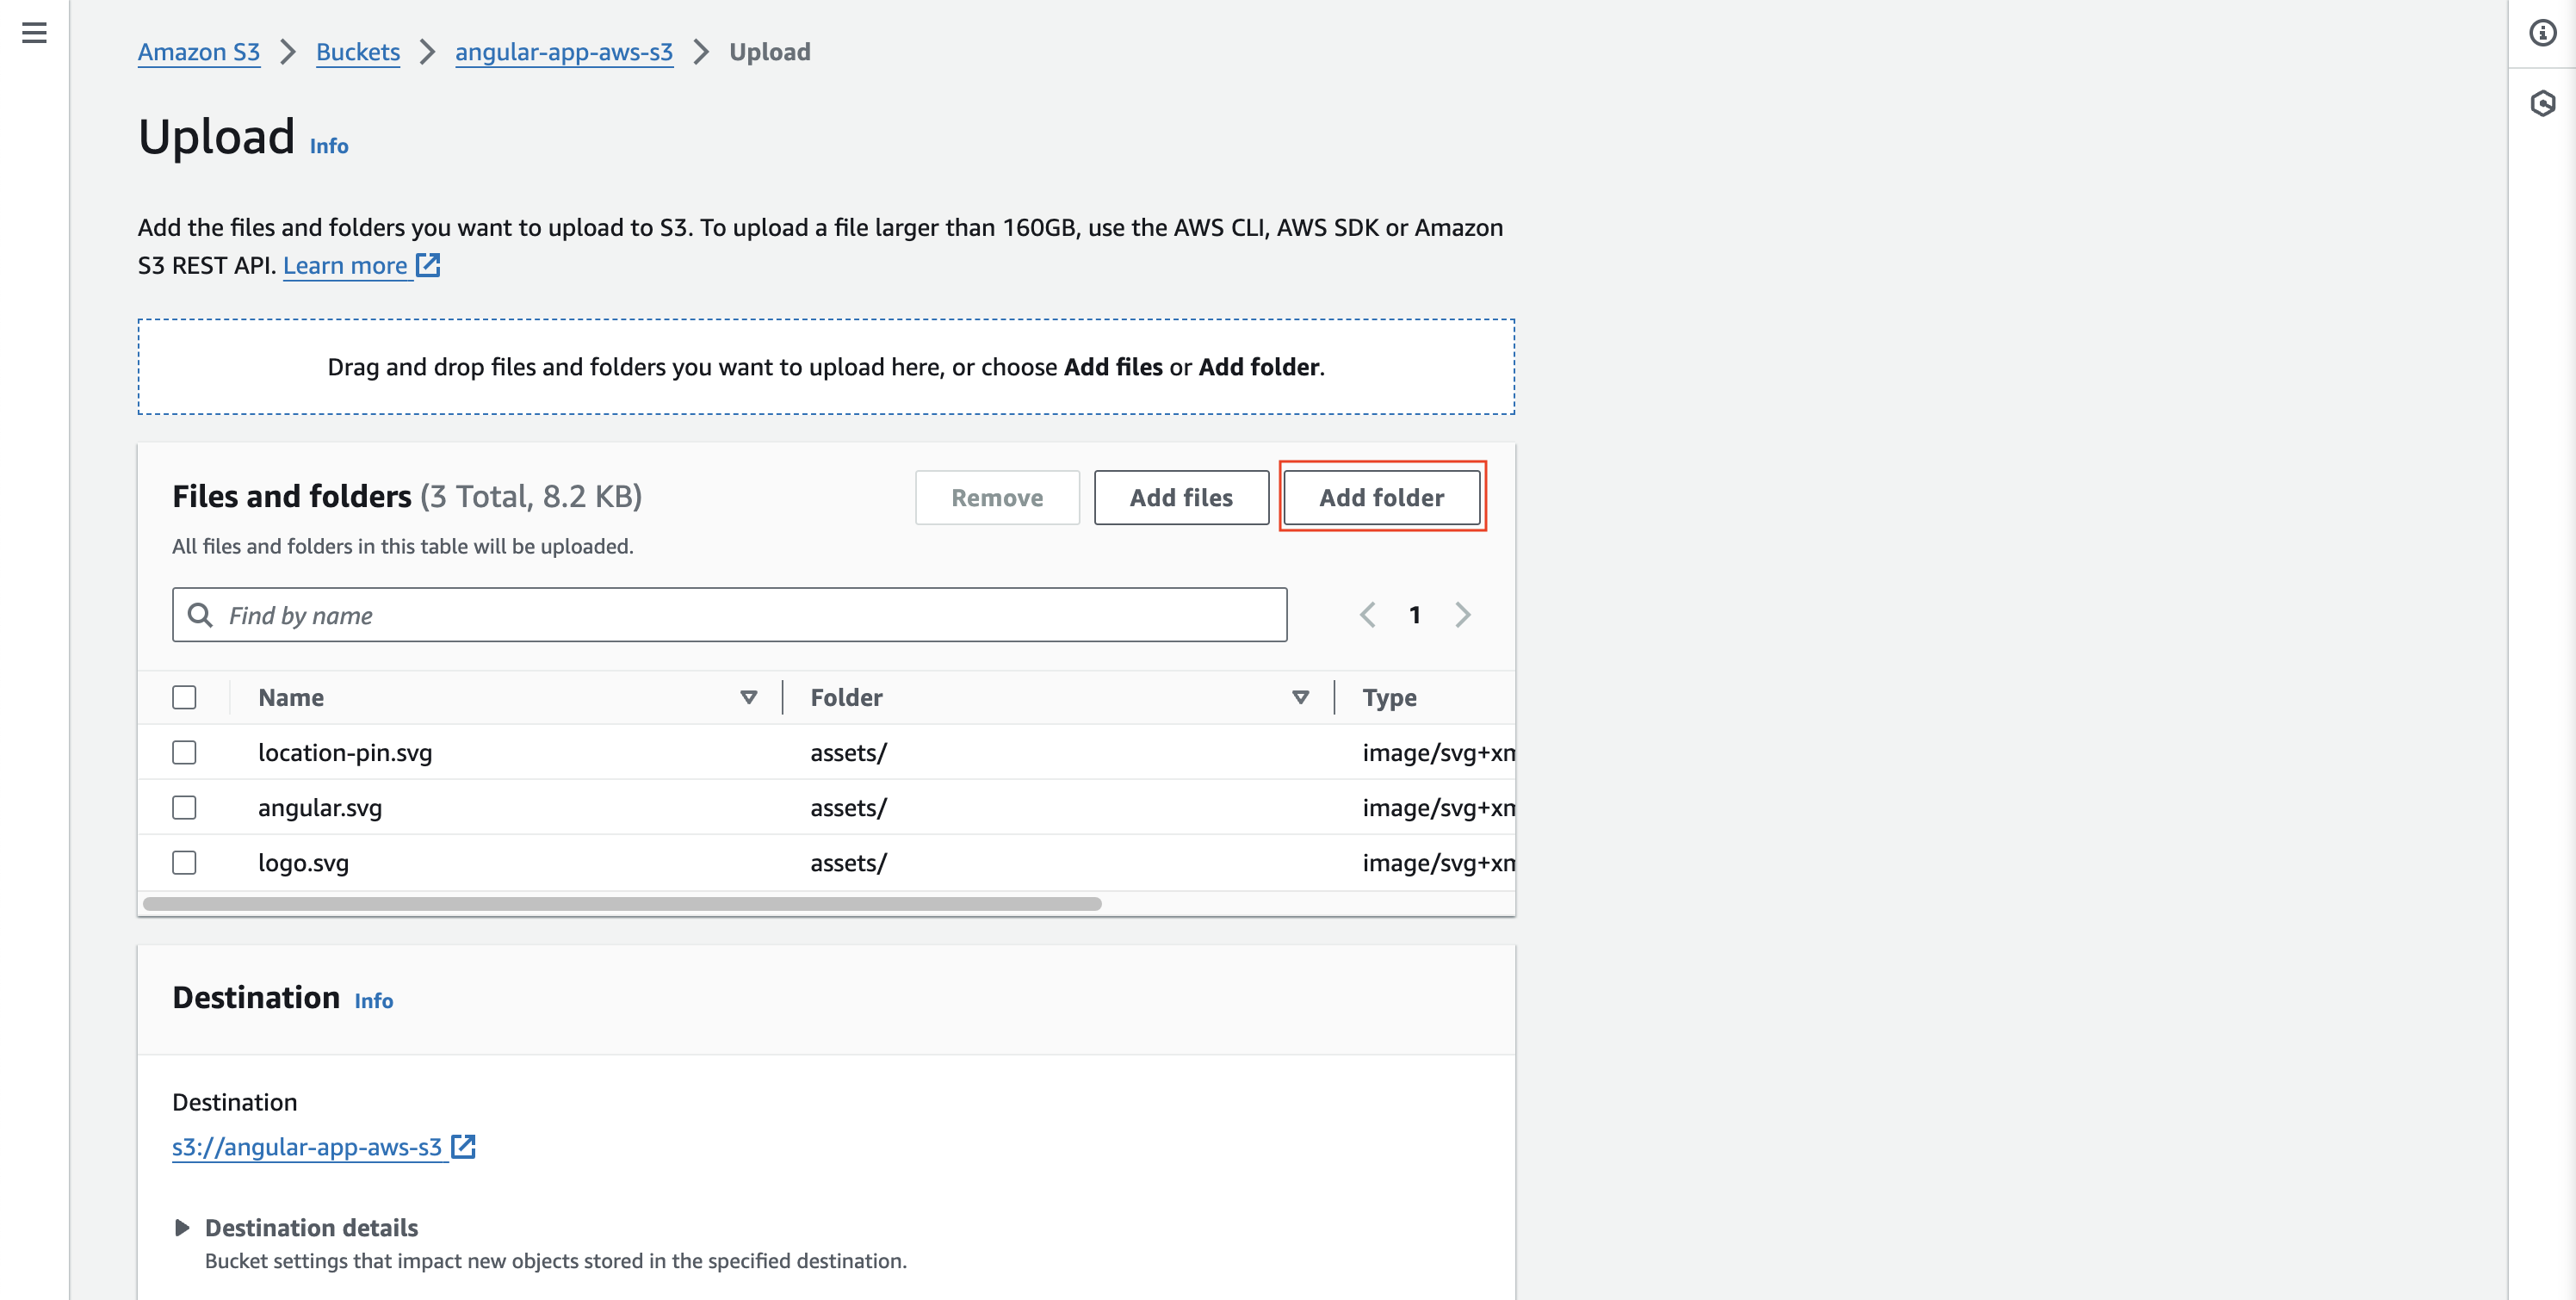 Amazon S3 > Buckets > angular-app-aws-s3 > Upload
Upload Info
Add the files and folders you want to upload to S3. To upload a file larger than 160GB, use the AWS CLI, AWS SDK or Amazon
S3 REST API. Learn more
Drag and drop files and folders you want to upload here, or choose Add files or Add folder.
Files and folders (3 Total, 8.2 KB)
Remove
Add files
Add folder
All files and folders in this table will be uploaded.
Find by name
1
Name
Folder
Type
location-pin.svg
assets/
image/svg+xm
angular.svg
assets/
image/svg+xm
logo.svg
assets/
image/svg+xm
Destination Info
Destination
s3://angular-app-aws-s3
Destination details
Bucket settings that impact new objects stored in the specified destination.